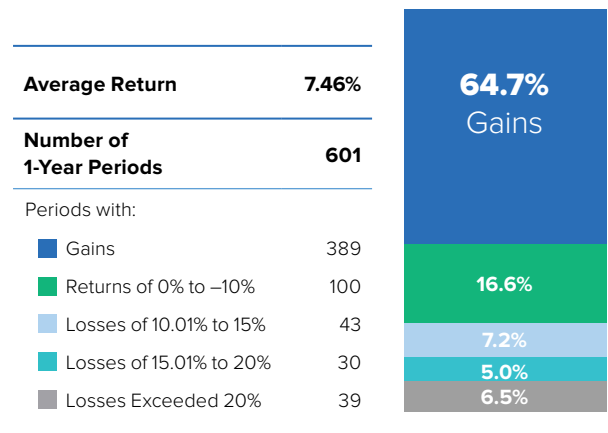 Average Return 7.46%
Number of
1-Year Periods 601
Periods with:
Gains 389
Returns of 0% to –10% 100
Losses of 10.01% to 15% 43
Losses of 15.01% to 20% 30
Losses Exceeded 20% 39
64.7%
Gains
16.6%
7.2%
5.0%
6.5%